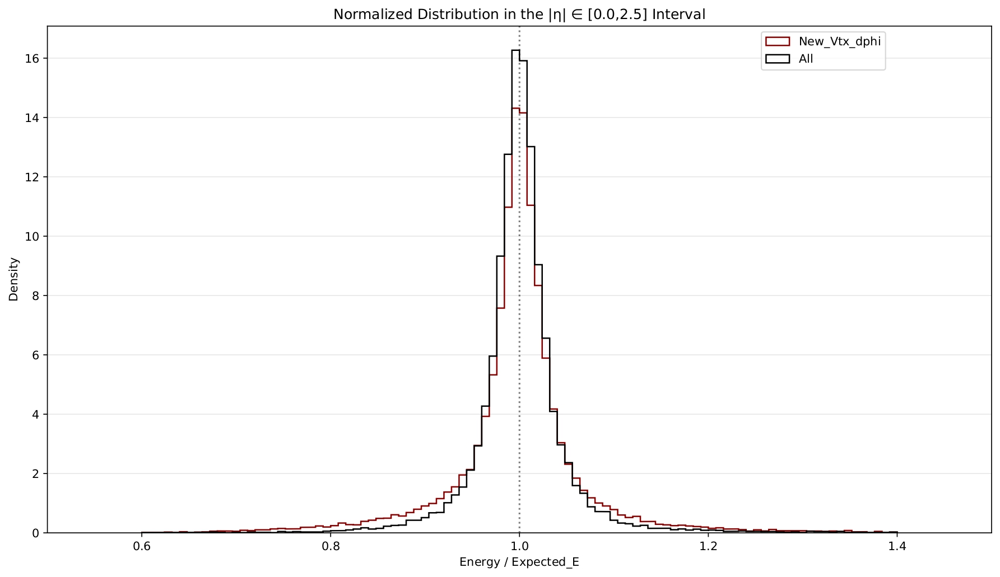 Normalized Distribution in the |η| ∈ [0.0,2.5] Interval
New_Vtx_dphi
All
16
14
12
10
8
6
4
2
0
Density
0.6
0.8
1.0
1.2
1.4
Energy / Expected_E